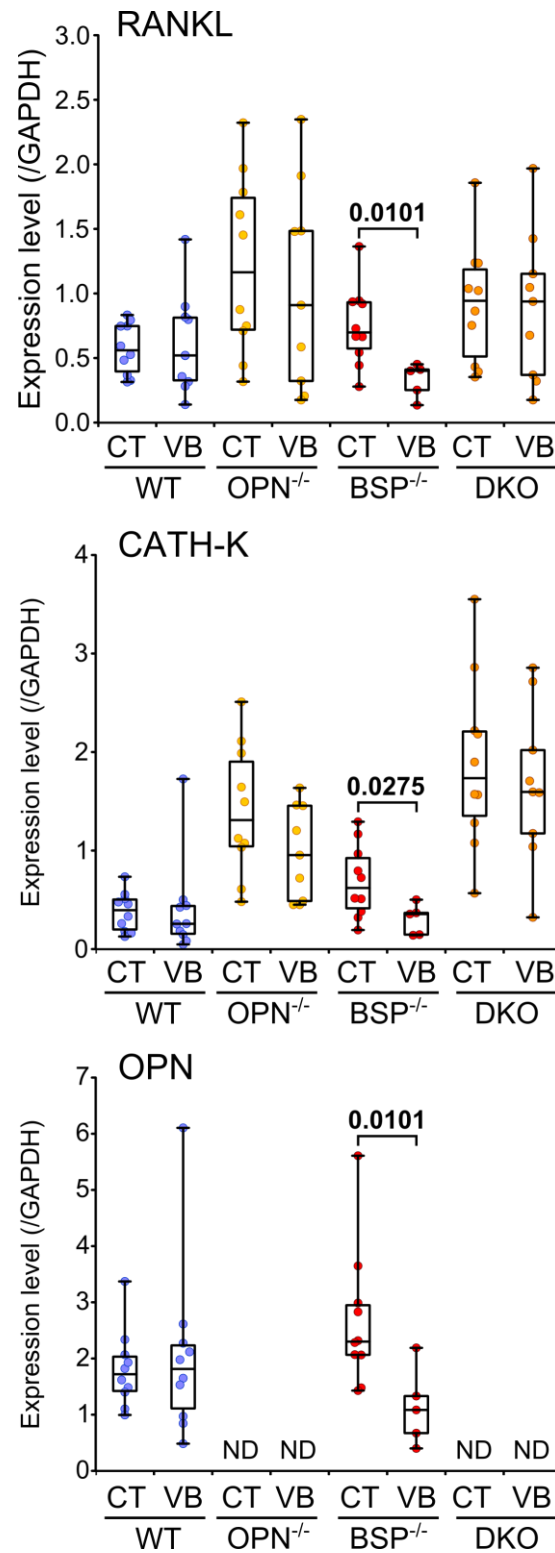 RANKL
Expression level (/GAPDH)
3.0
2.5
2.0
1.5
1.0
0.5
0.0
0.0101
CT VB CT VB CT VB CT VB
WT OPN-/- BSP-/- DKO
CATH-K
Expression level (/GAPDH)
4
3
2
1
0
0.0275
CT VB CT VB CT VB CT VB
WT OPN-/- BSP-/- DKO
OPN
Expression level (/GAPDH)
7
6
5
4
3
2
1
0
0.0101
ND ND ND ND
CT VB CT VB CT VB CT VB
WT OPN-/- BSP-/- DKO